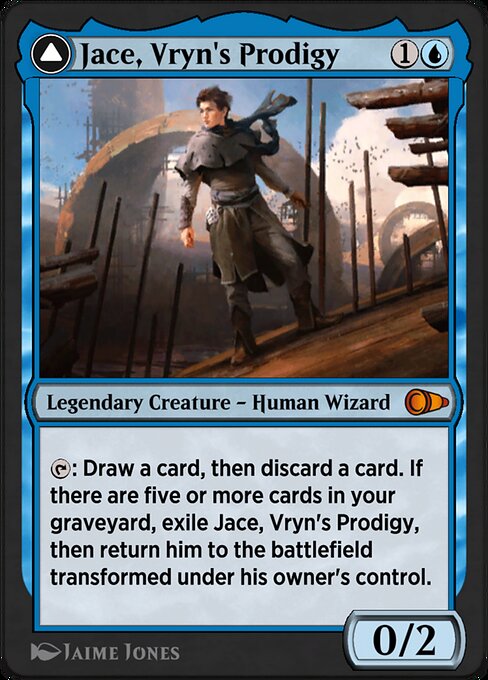 Jace, Vryn's Prodigy 1
Legendary Creature – Human Wizard
: Draw a card, then discard a card. If
there are five or more cards in your
graveyard, exile Jace, Vryn's Prodigy,
then return him to the battlefield
transformed under his owner's control.
0/2
Jaime Jones